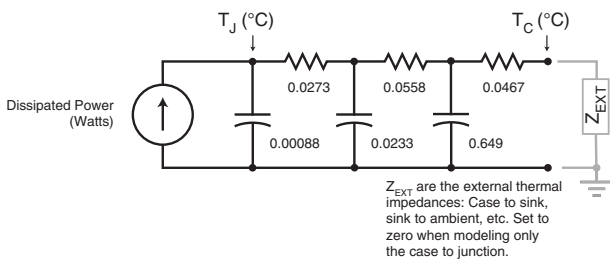 T_J (°C)
T_C (°C)
0.0273
0.0558
0.0467
Dissipated Power
(Watts)
Z_EXT
0.00088
0.0233
0.649
Z_EXT are the external thermal
impedances: Case to sink,
sink to ambient, etc. Set to
zero when modeling only
the case to junction.